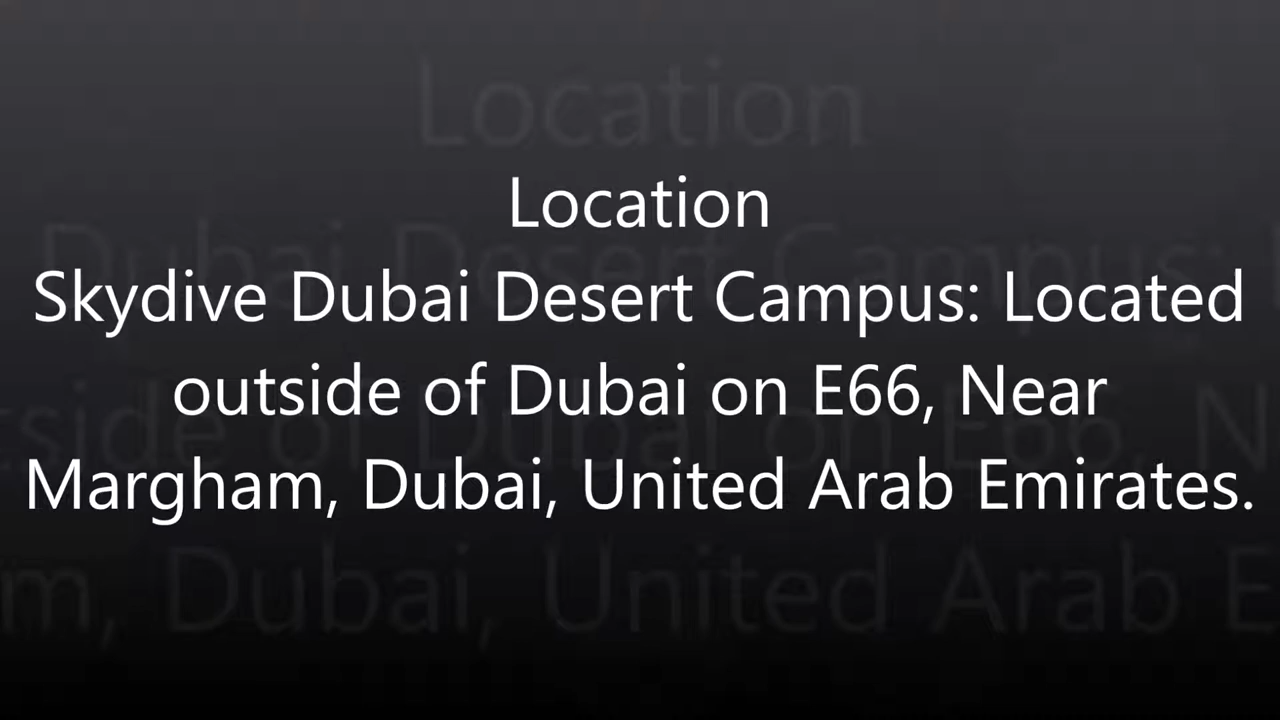 Location
Skydive Dubai Desert Campus: Located
outside of Dubai on E66, Near
Margham, Dubai, United Arab Emirates.